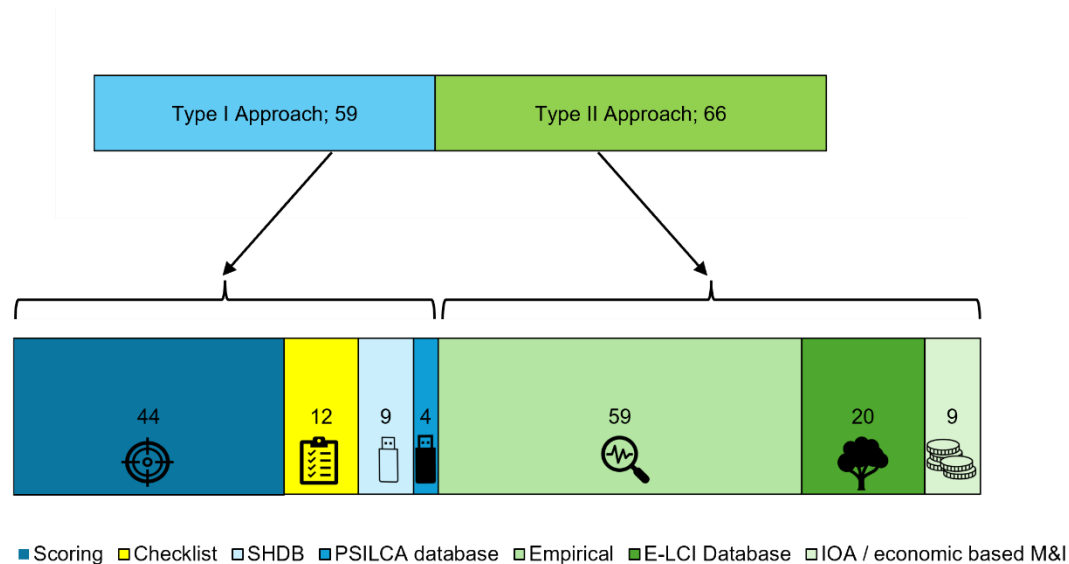 Type I Approach; 59
Type II Approach; 66
44 12 9 4 59 20 9
Scoring Checklist SHDB PSILCA database Empirical E-LCI Database IOA / economic based M&I